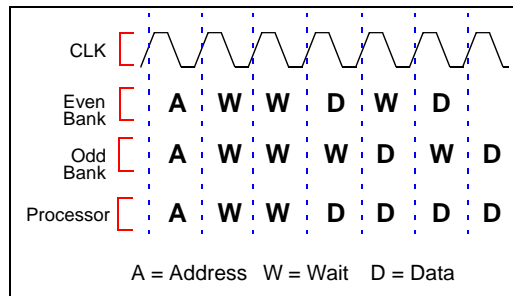 CLK
Even
Bank
A W W D W D
Odd
Bank
A W W W D W D
Processor
A W W D D D D
A = Address W = Wait D = Data